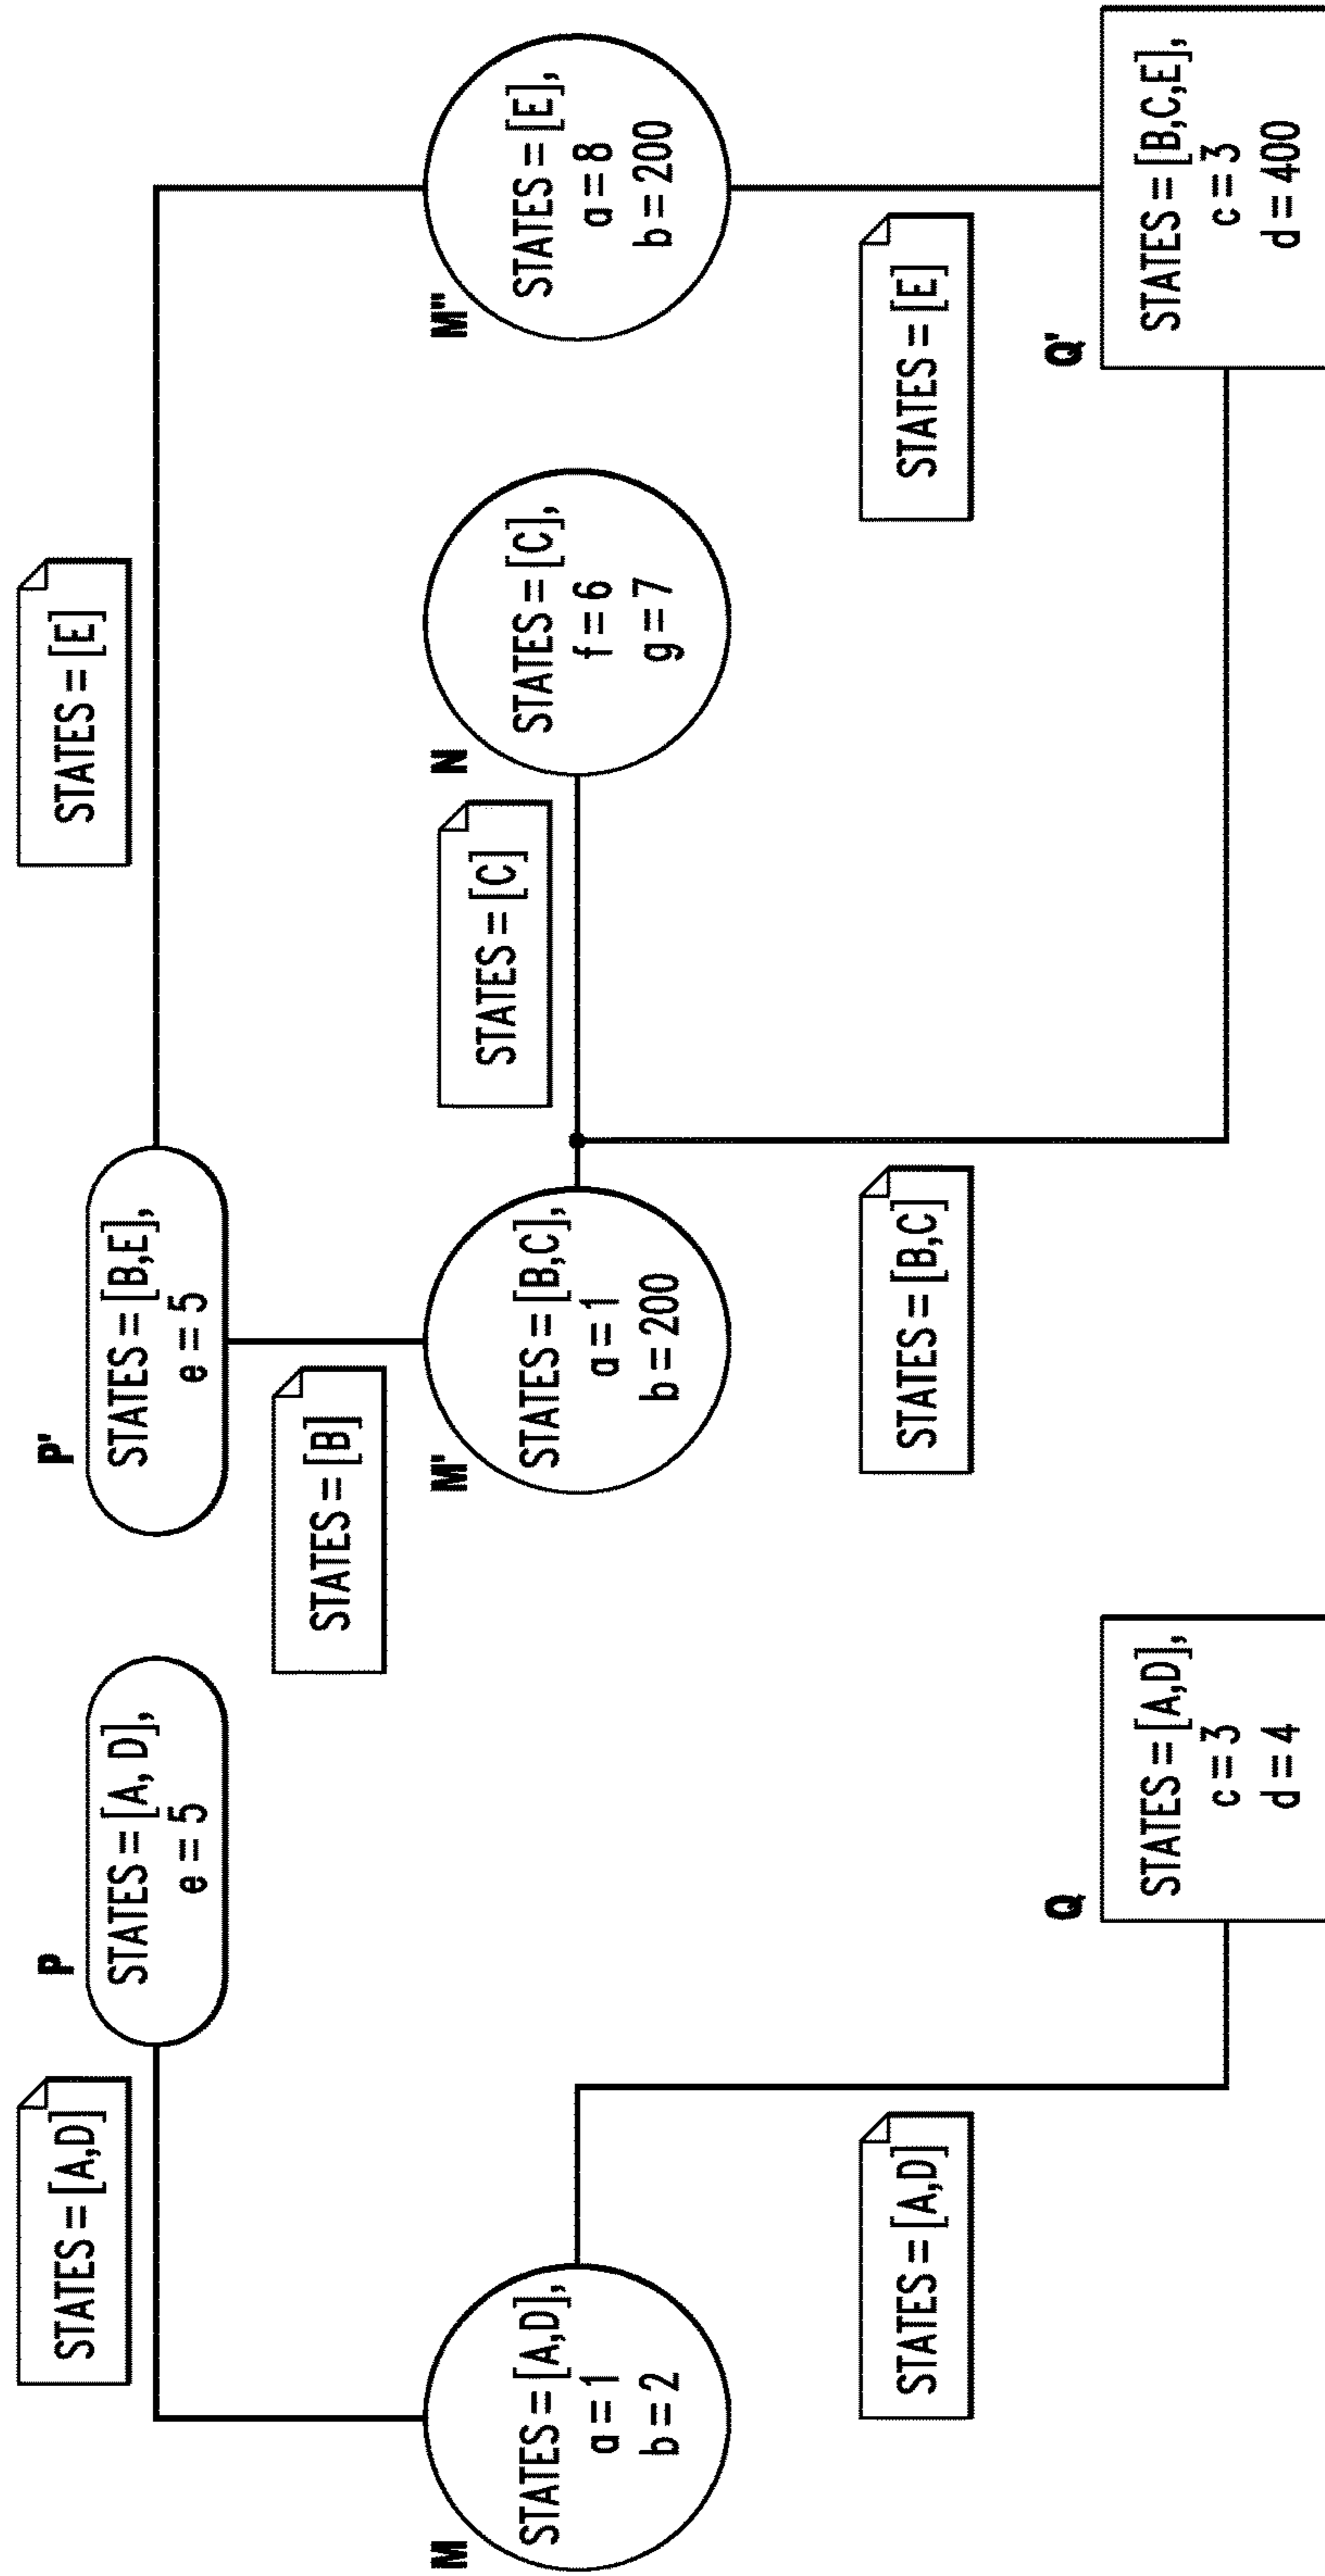 STATES = [A,D]
P
STATES = [A, D],
e = 5
P'
STATES = [B,E],
e = 5
STATES = [E]
STATES = [B]
M
STATES = [A,D],
a = 1
b = 2
M'
STATES = [B,C],
a = 1
b = 200
STATES = [C]
N
STATES = [C],
f = 6
g = 7
M"
STATES = [E],
a = 8
b = 200
STATES = [A,D]
STATES = [B,C]
STATES = [E]
Q
STATES = [A,D],
c = 3
d = 4
Q'
STATES = [B,C,E],
c = 3
d = 400